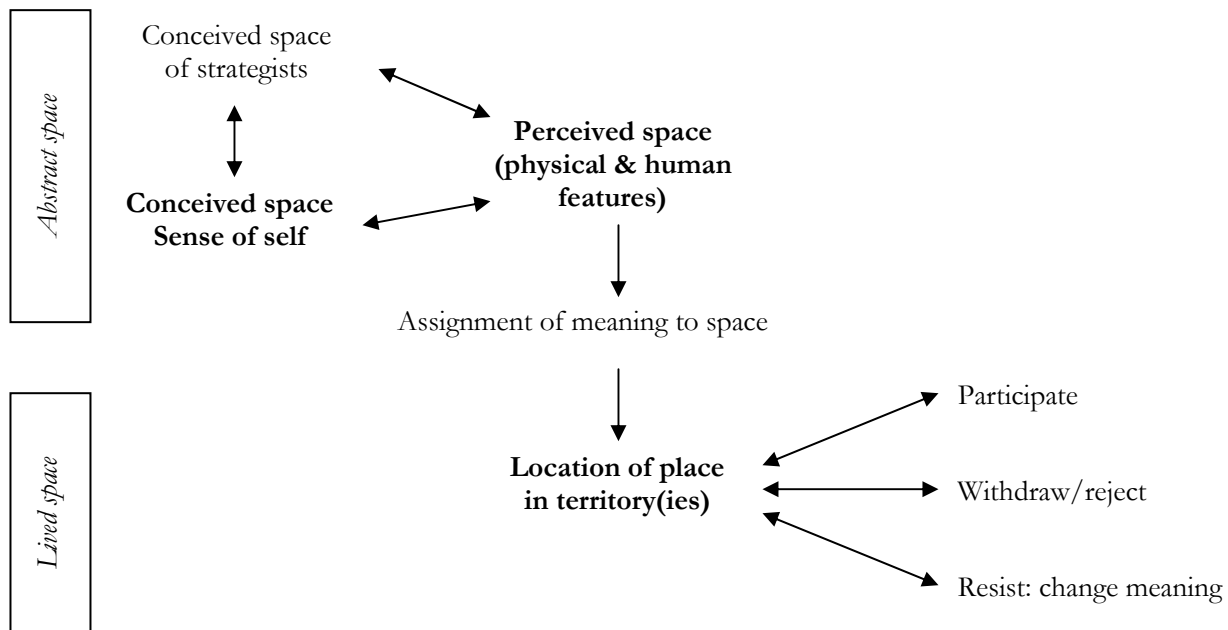 Abstract space
Conceived space
of strategists
Perceived space
(physical & human
features)
Conceived space
Sense of self
Assignment of meaning to space
Lived space
Location of place
in territory(ies)
Participate
Withdraw/reject
Resist: change meaning